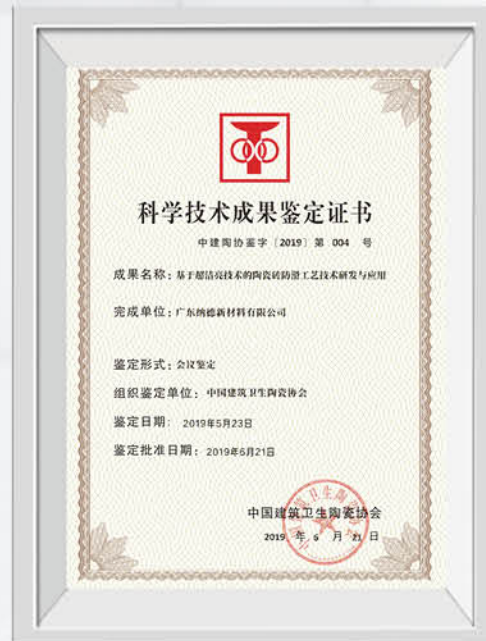 科学技术成果鉴定证书
中建陶协鉴字〔2019〕第 004 号
成果名称：基于超洁亮技术的陶瓷砖防滑工艺技术研发与应用
完成单位：广东纳德新材料有限公司
鉴定形式：会议鉴定
组织鉴定单位：中国建筑卫生陶瓷协会
鉴定日期：2019年5月23日
鉴定批准日期：2019年6月21日
中国建筑卫生陶瓷协会
2019 年 6 月 21 日